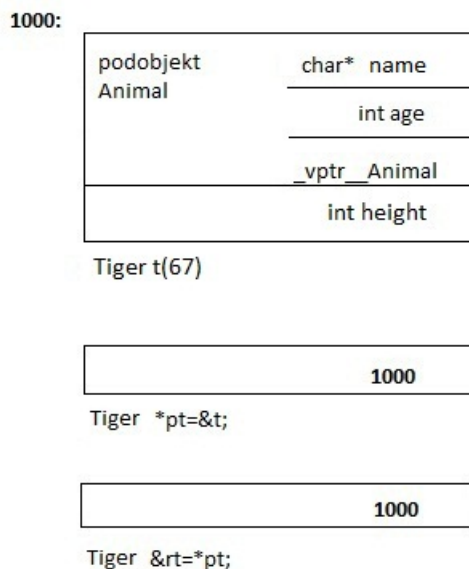 1000:
podobjekt char* name
Animal
int age
_vptr__Animal
int height
Tiger t(67)
1000
Tiger *pt=&t;
1000
Tiger &rt=*pt;